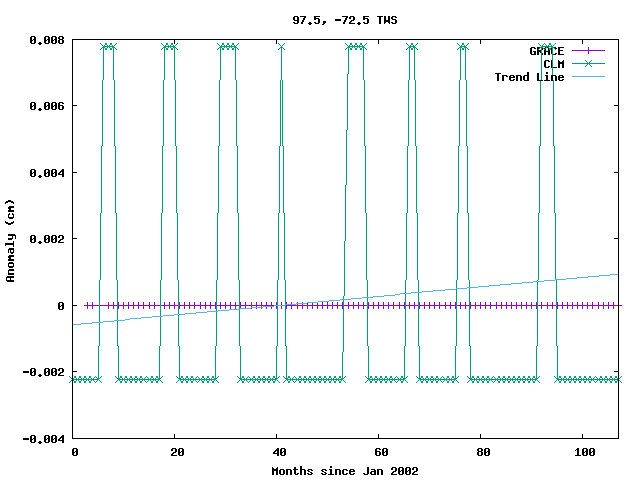 97.5, -72.5 TWS
GRACE
CLM
Trend Line
0.008
0.006
0.004
0.002
0
-0.002
-0.004
Anomaly (cm)
0 20 40 60 80 100
Months since Jan 2002